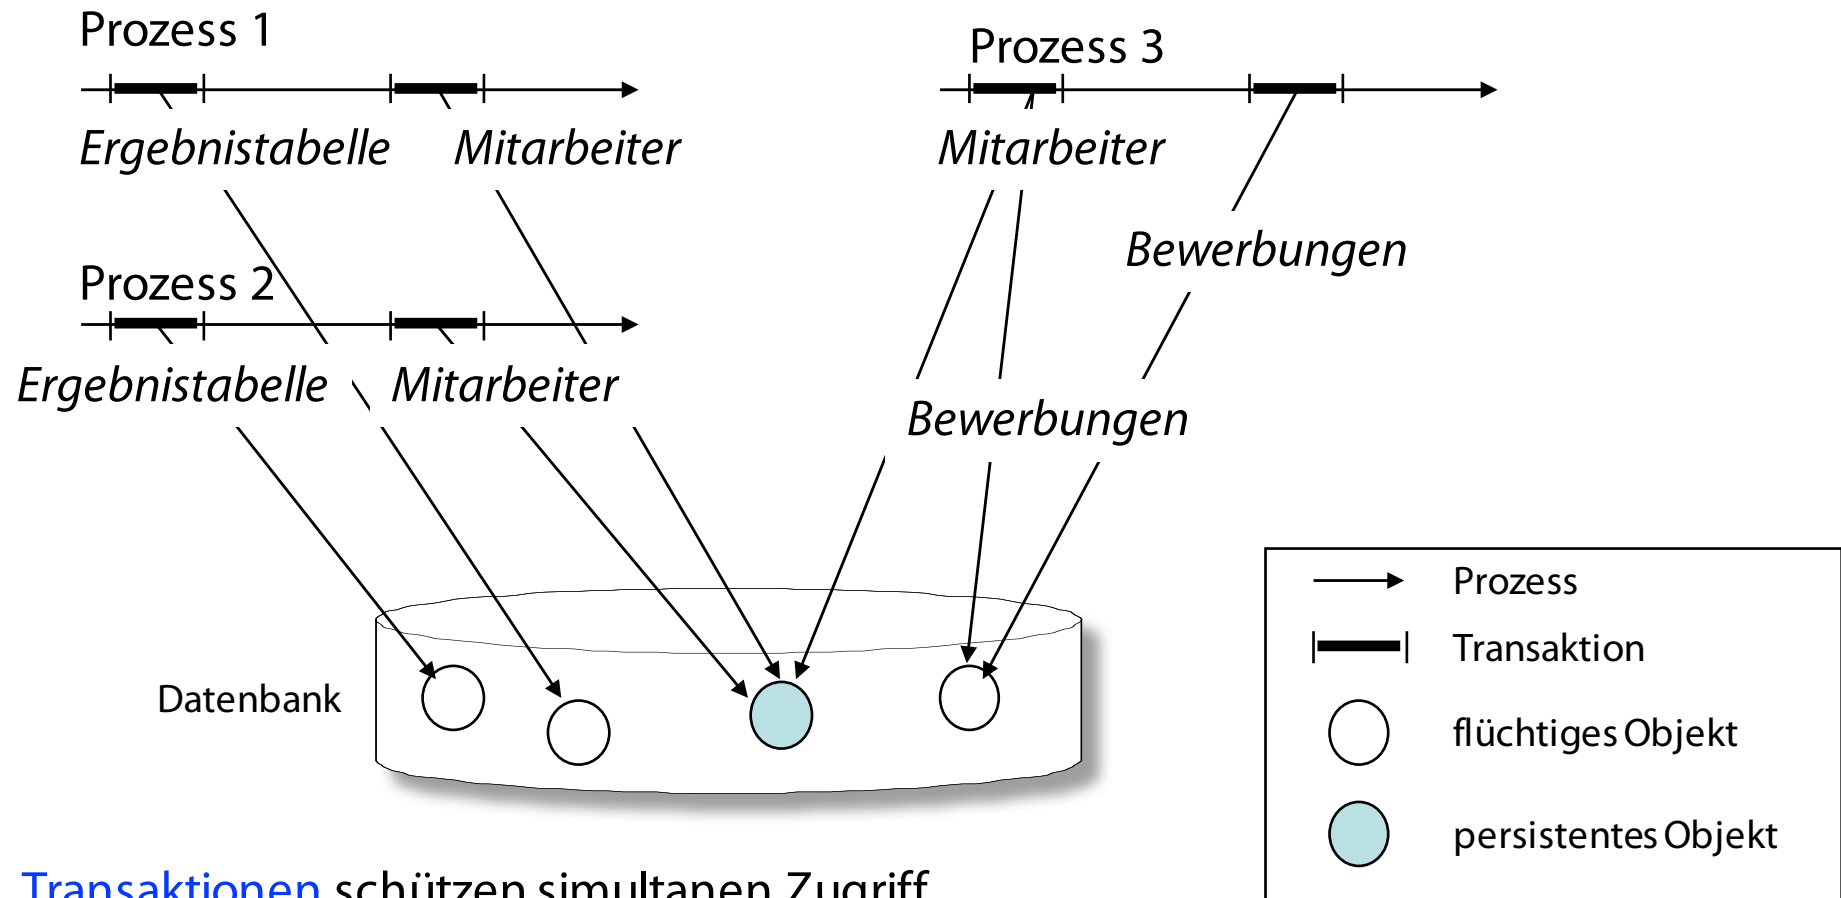 Prozess 1
Prozess 3
Ergebnistabelle
Mitarbeiter
Mitarbeiter
Bewerbungen
Prozess 2
Ergebnistabelle
Mitarbeiter
Bewerbungen
Prozess
Transaktion
flüchtiges Objekt
persistentes Objekt
Datenbank
Transaktionen schützen simultanen Zugriff